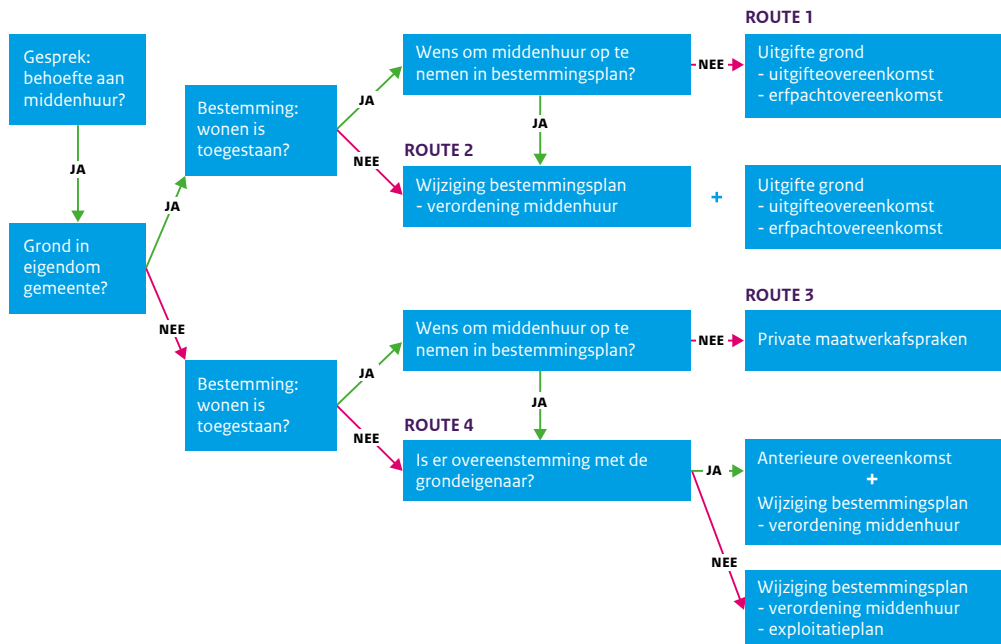 Gesprek:
behoefte aan
middenhuur?
JA
Grond in
eigendom
gemeente?
JA
NEE
Bestemming:
wonen is
toegestaan?
JA
NEE
Wens om middenhuur op te
nemen in bestemmingsplan?
NEE
JA
ROUTE 1
Uitgifte grond
- uitgifteovereenkomst
- erfpachtovereenkomst
ROUTE 2
Wijziging bestemmingsplan
- verordening middenhuur
+
Uitgifte grond
- uitgifteovereenkomst
- erfpachtovereenkomst
Bestemming:
wonen is
toegestaan?
JA
NEE
Wens om middenhuur op te
nemen in bestemmingsplan?
NEE
JA
ROUTE 3
Private maatwerkafspraken
ROUTE 4
Is er overeenstemming met de
grondeigenaar?
JA
NEE
Anterieure overeenkomst
+
Wijziging bestemmingsplan
- verordening middenhuur
Wijziging bestemmingsplan
- verordening middenhuur
- exploitatieplan